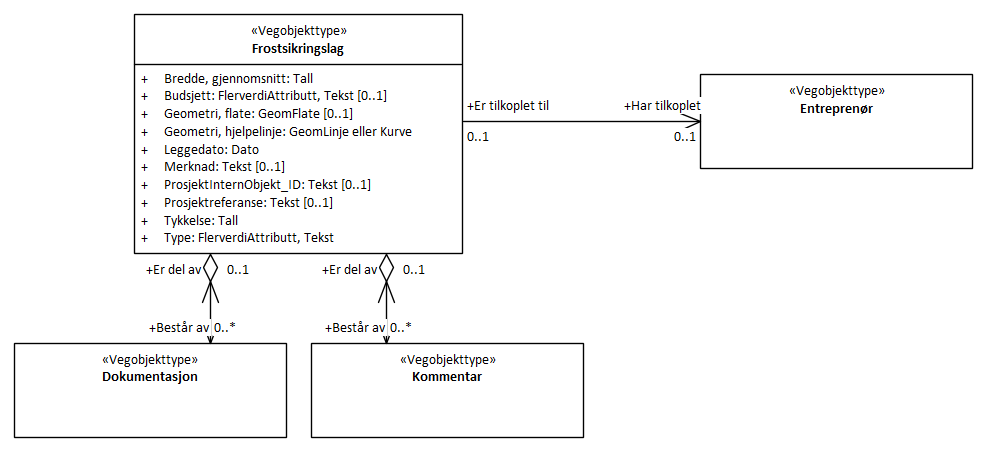 «Vegobjekttype»
Frostsikringslag
+ Bredde, gjennomsnitt: Tall
+ Budsjett: FlerverdiAttributt, Tekst [0..1]
+ Geometri, flate: GeomFlate [0..1]
+ Geometri, hjelpelinje: GeomLinje eller Kurve
+ Leggedato: Dato
+ Merknad: Tekst [0..1]
+ ProsjektInternObjekt_ID: Tekst [0..1]
+ Prosjektreferanse: Tekst [0..1]
+ Tykkelse: Tall
+ Type: FlerverdiAttributt, Tekst
+Er tilkoplet til
0..1
+Har tilkoplet
0..1
«Vegobjekttype»
Entreprenør
+Er del av 0..1
+Består av 0..*
«Vegobjekttype»
Dokumentasjon
+Er del av 0..1
+Består av 0..*
«Vegobjekttype»
Kommentar